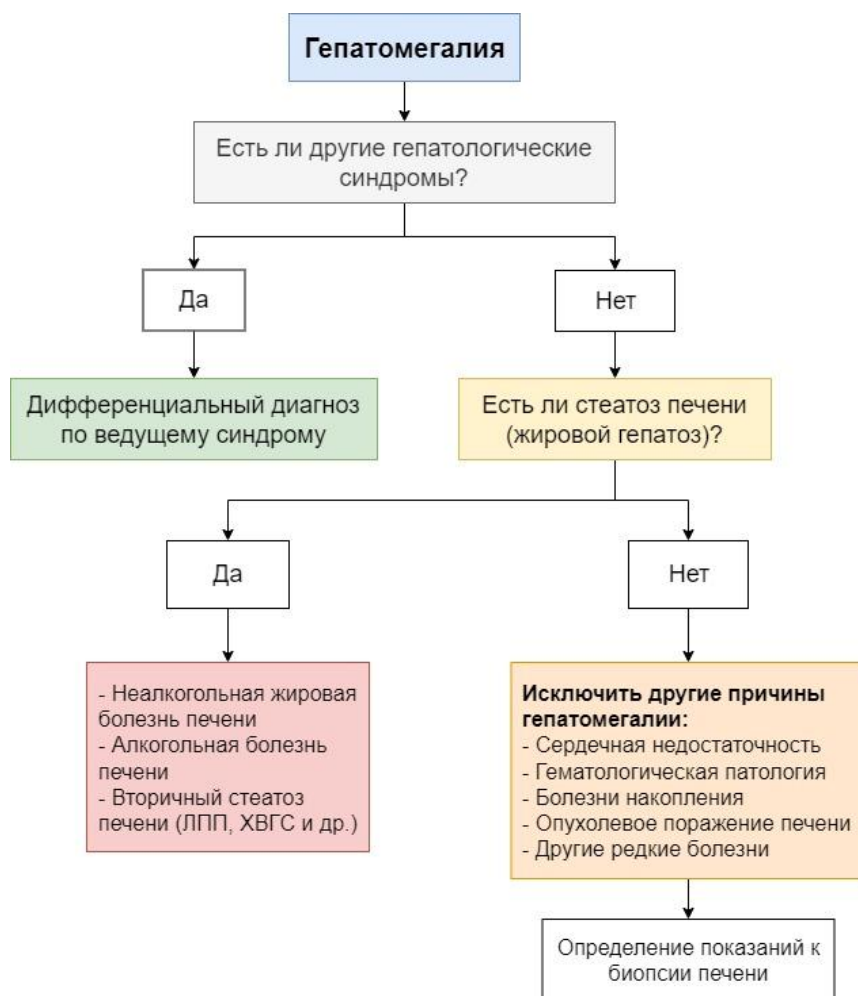 Гепатомегалия
Есть ли другие гепатологические
синдромы?
Да
Нет
Дифференциальный диагноз
по ведущему синдрому
Есть ли стеатоз печени
(жировой гепатоз)?
Да
Нет
- Неалкогольная жировая
болезнь печени
- Алкогольная болезнь
печени
- Вторичный стеатоз
печени (ЛПП, ХВГС и др.)
Исключить другие причины
гепатомегалии:
- Сердечная недостаточность
- Гематологическая патология
- Болезни накопления
- Опухолевое поражение печени
- Другие редкие болезни
Определение показаний к
биопсии печени